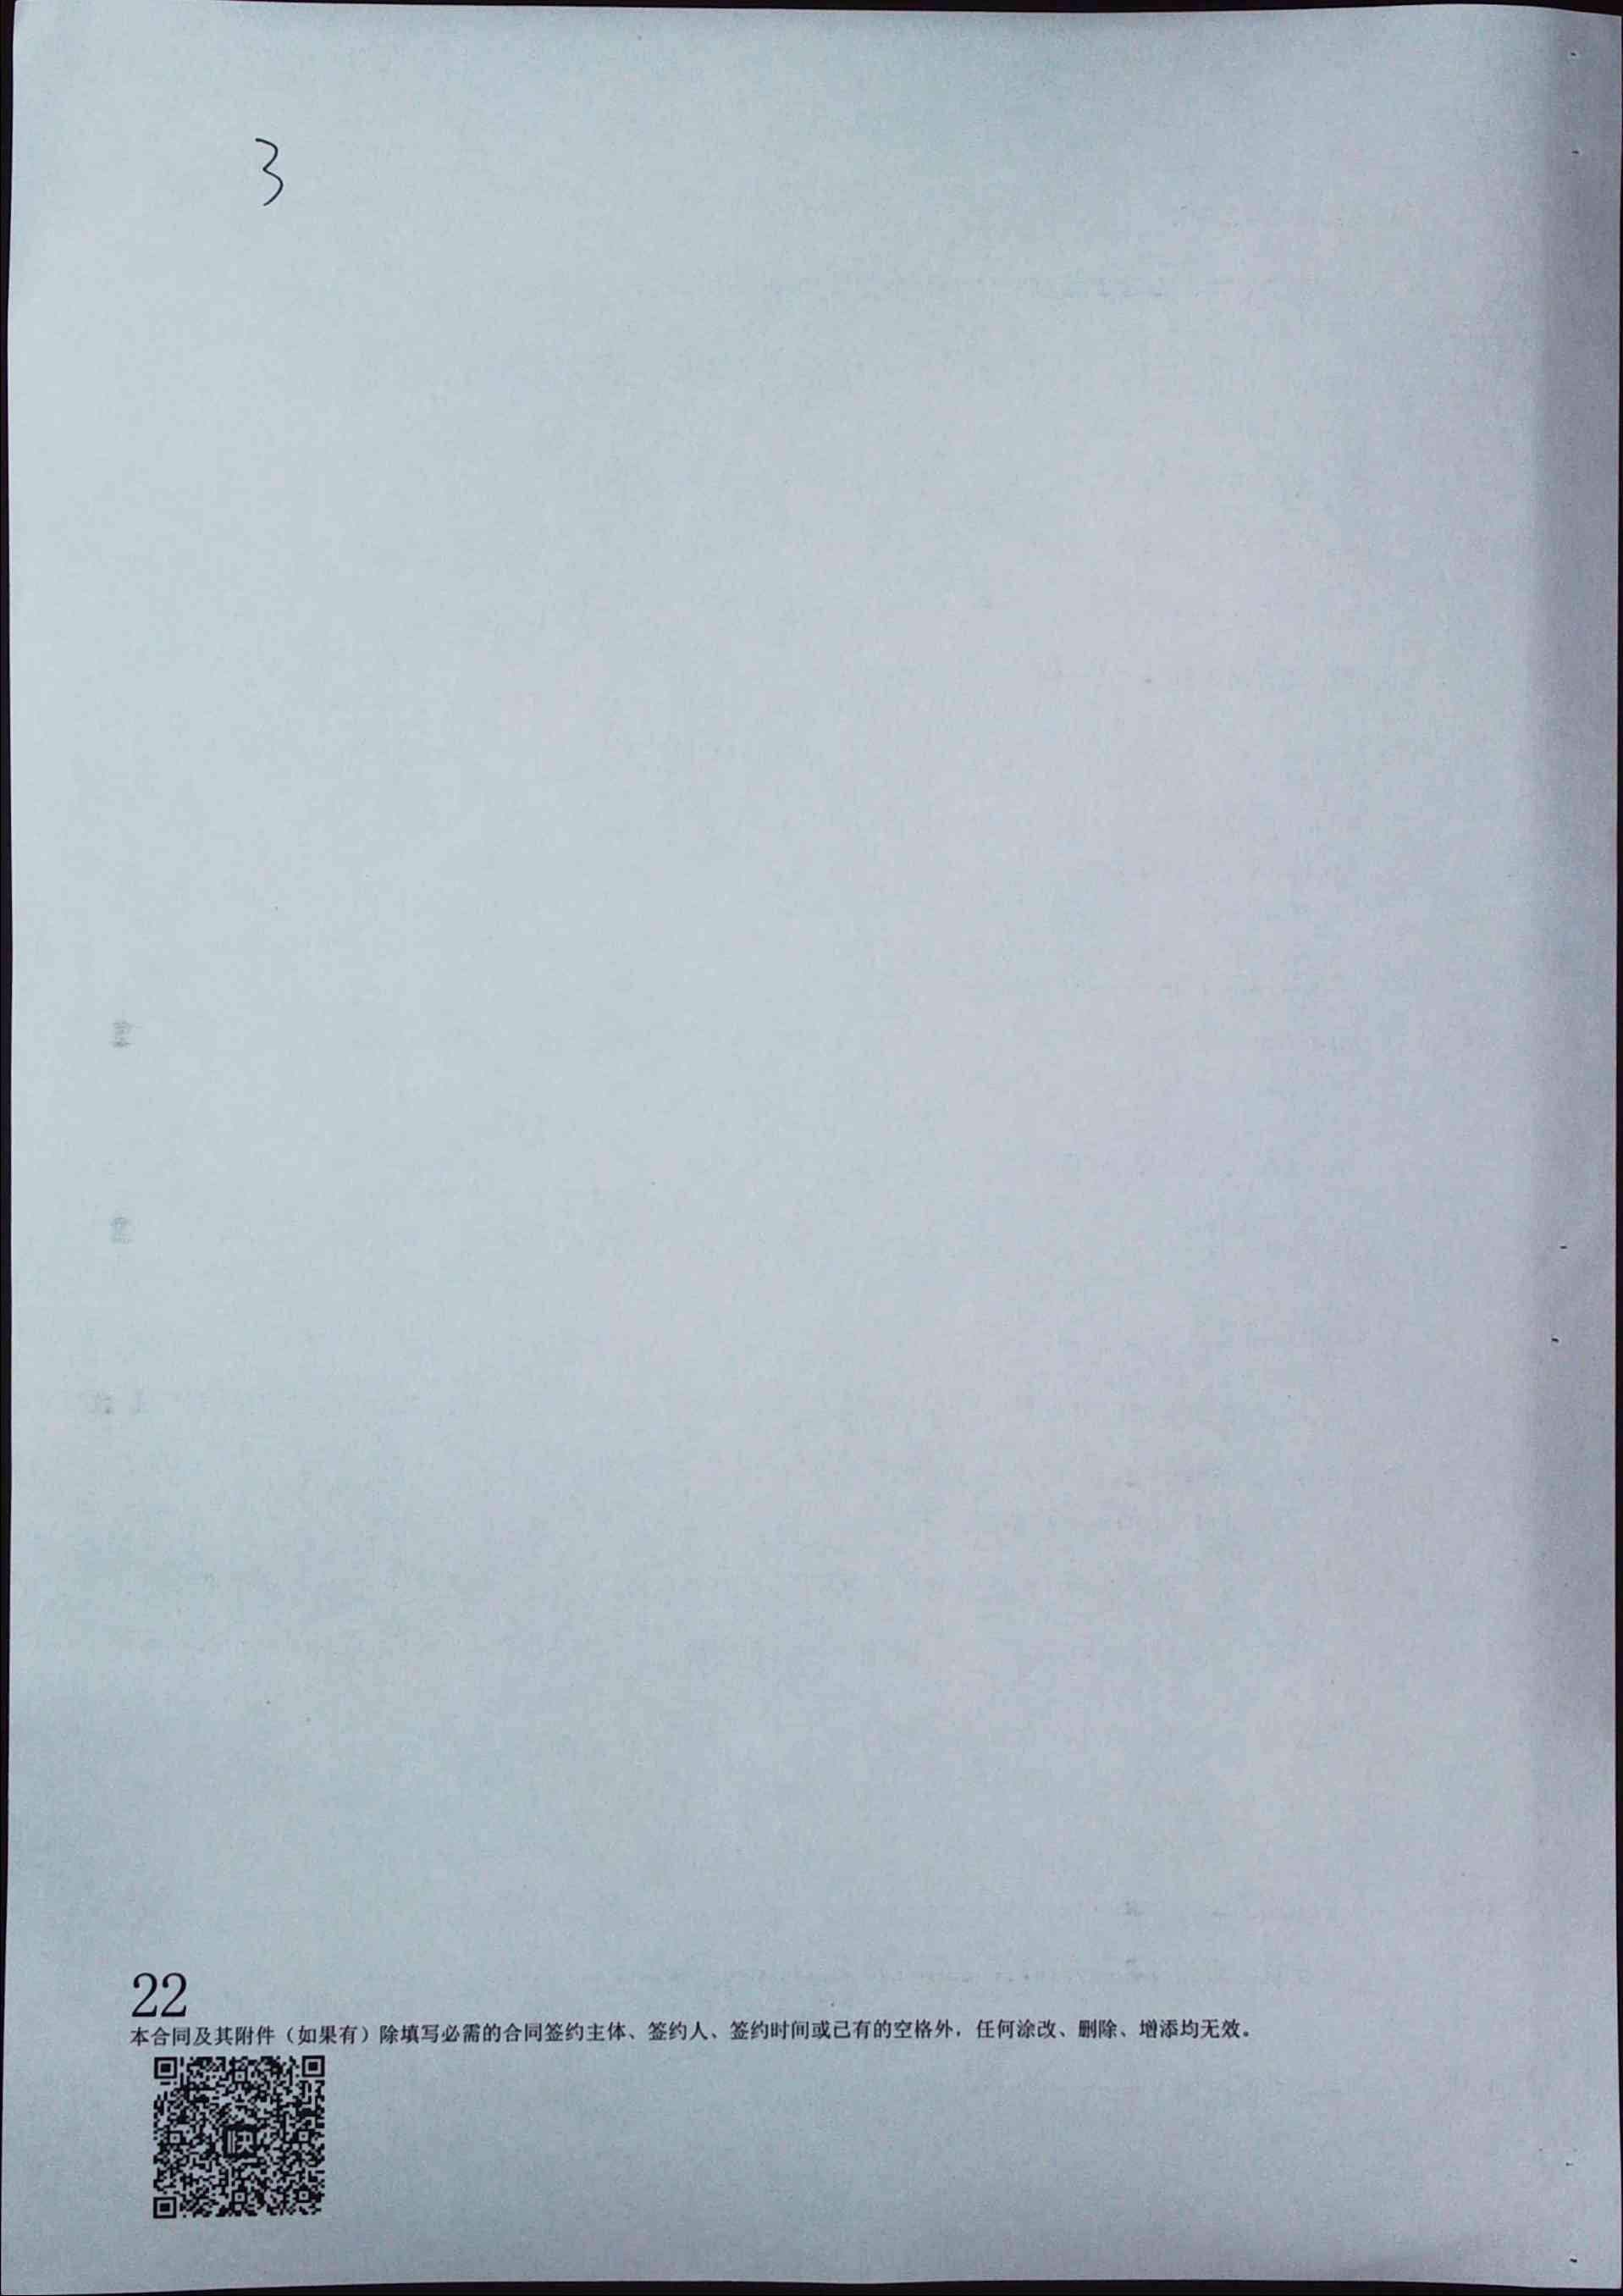 3
22
本合同及其附件（如果有）除填写必需的合同签约主体、签约人、签约时间或已有的空格外，任何涂改、删除、增添均无效。
快